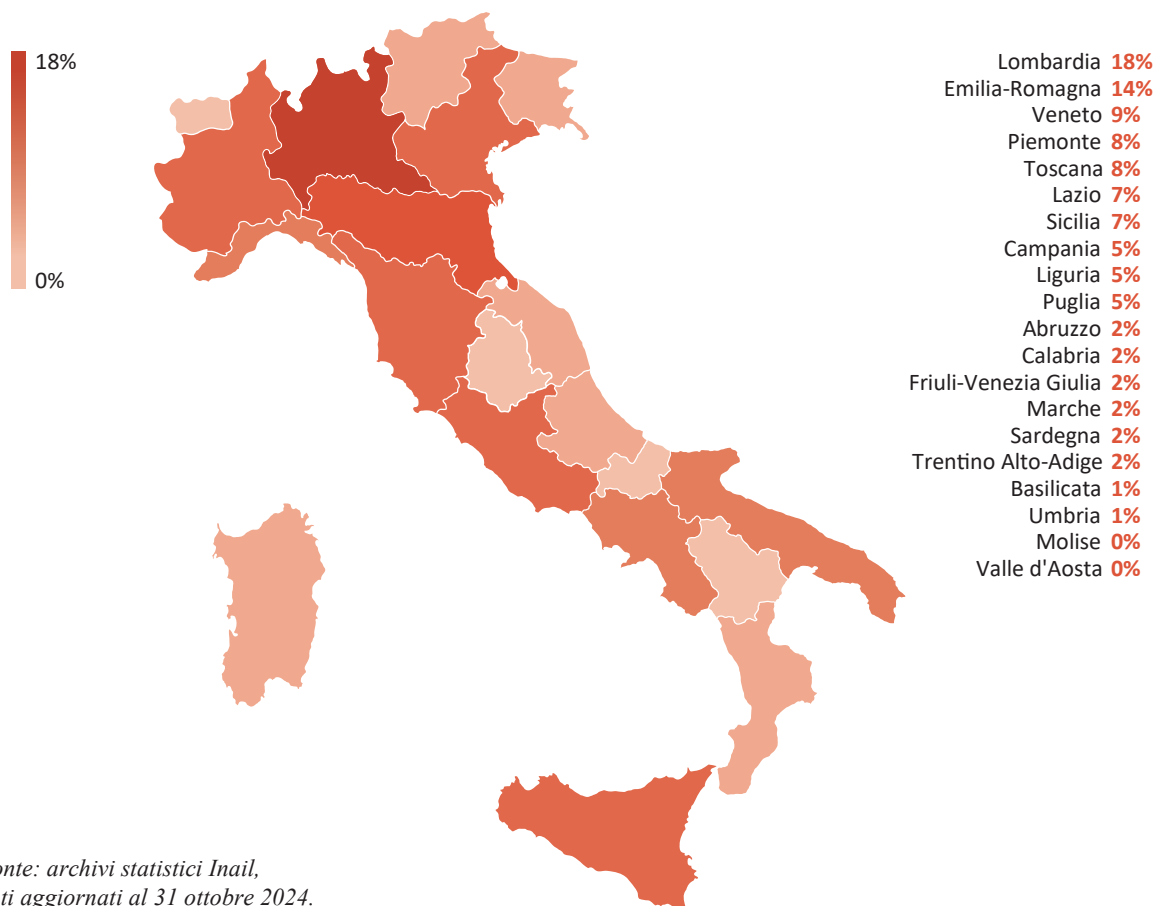 18%
0%
Lombardia 18%
Emilia-Romagna 14%
Veneto 9%
Piemonte 8%
Toscana 8%
Lazio 7%
Sicilia 7%
Campania 5%
Liguria 5%
Puglia 5%
Abruzzo 2%
Calabria 2%
Friuli-Venezia Giulia 2%
Marche 2%
Sardegna 2%
Trentino Alto-Adige 2%
Basilicata 1%
Umbria 1%
Molise 0%
Valle d'Aosta 0%
onte: archivi statistici Inail,
ti aggiornati al 31 ottobre 2024.